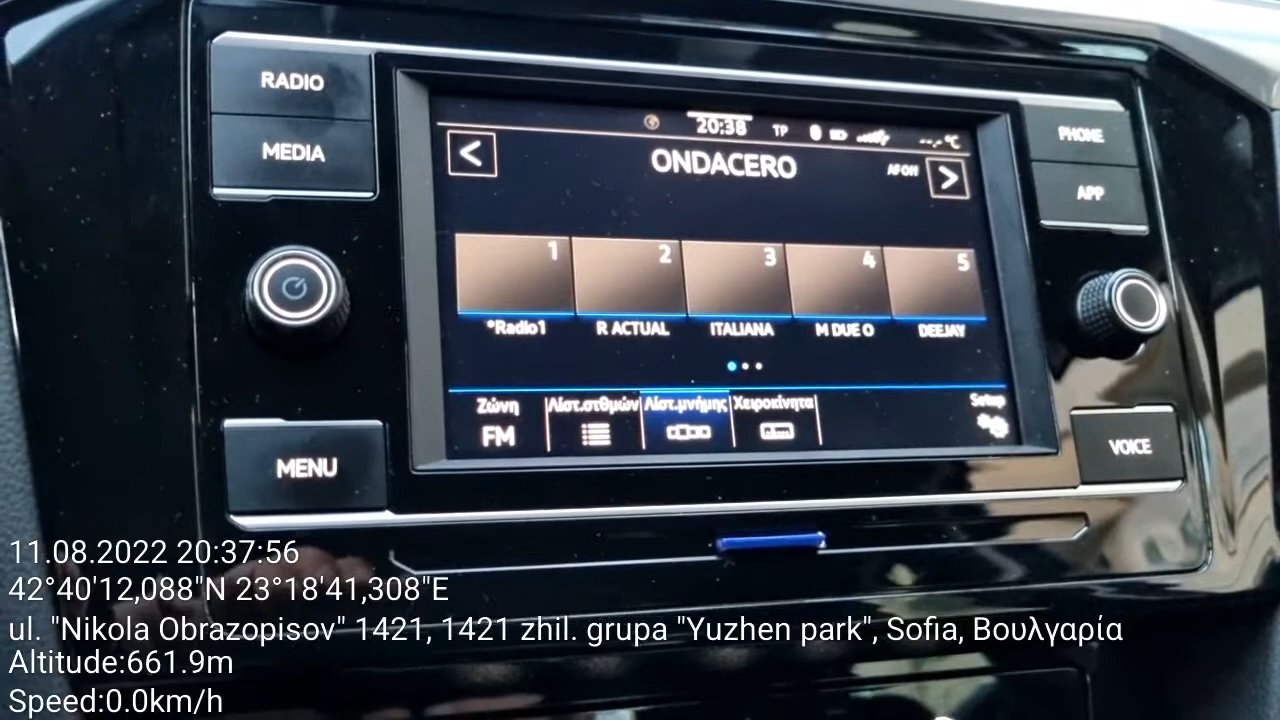 RADIO
MEDIA
MENU
PHONE
APP
VOICE
20:38 TP --,-°C
ONDACERO
AF Off
1 2 3 4 5
*Radio1 R ACTUAL ITALIANA M DUE O DEEJAY
Ζώνη Λίστ.στθμών Λίστ.μνήμης Χειροκίνητα Setup
FM
11.08.2022 20:37:56
42°40'12,088"N 23°18'41,308"E
ul. "Nikola Obrazopisov" 1421, 1421 zhil. grupa "Yuzhen park", Sofia, Βουλγαρία
Altitude:661.9m
Speed:0.0km/h